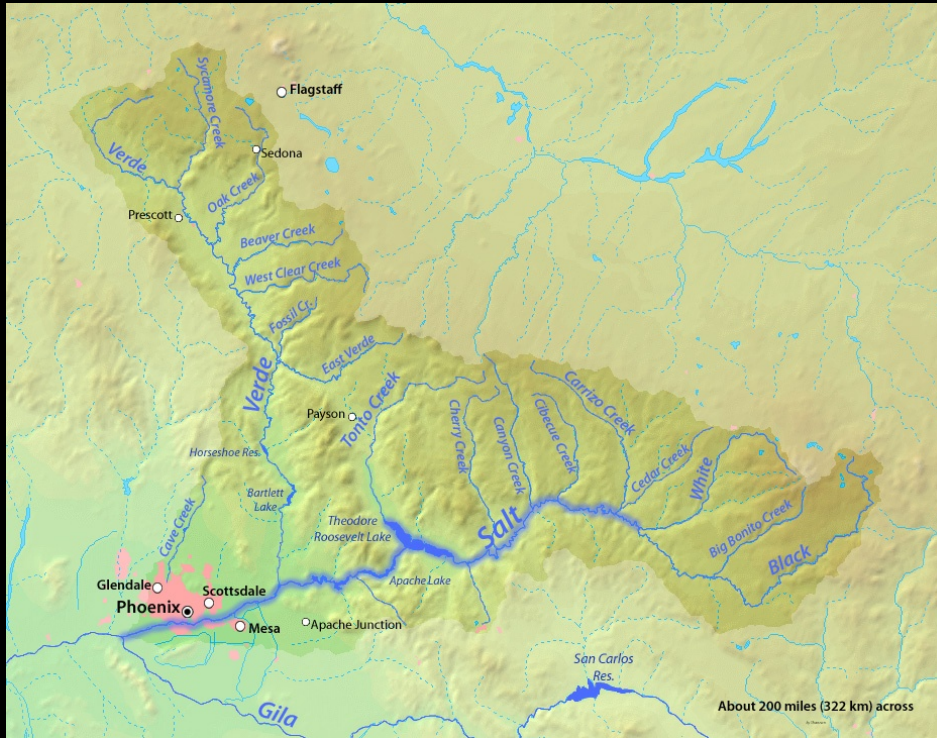 Sycamore Creek
Flagstaff
Verde
Sedona
Oak Creek
Prescott
Beaver Creek
West Clear Creek
Fossil Cr.
East Verde
Verde
Tonto Creek
Payson
Carrizo Creek
Cherry Creek
Canyon Creek
Cibecue Creek
Horseshoe Res.
Cedar Creek
White
Bartlett
Lake
Cave Creek
Theodore
Roosevelt Lake
Salt
Big Bonito Creek
Black
Apache Lake
Glendale
Scottsdale
Phoenix
Mesa
Apache Junction
San Carlos
Res.
Gila
About 200 miles (322 km) across